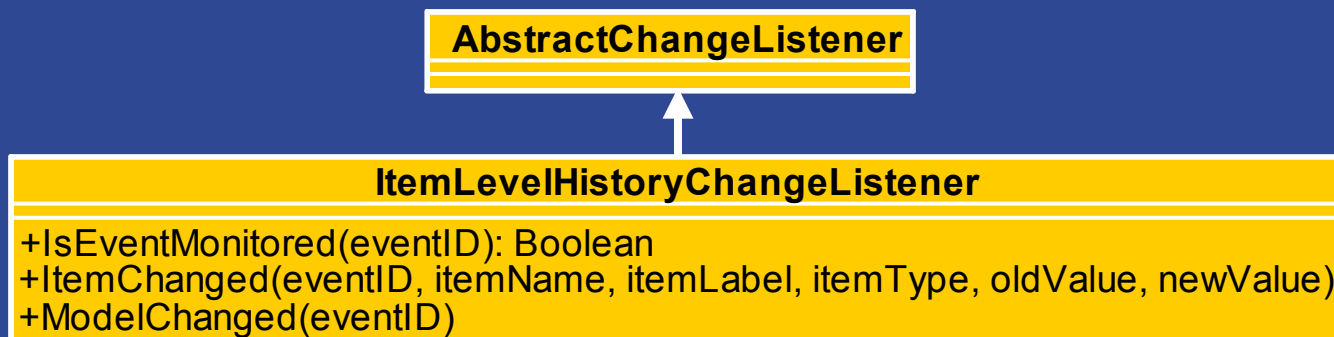 AbstractChangeListener
ItemLevelHistoryChangeListener
+IsEventMonitored(eventID): Boolean
+ItemChanged(eventID, itemName, itemLabel, itemType, oldValue, newValue)
+ModelChanged(eventID)